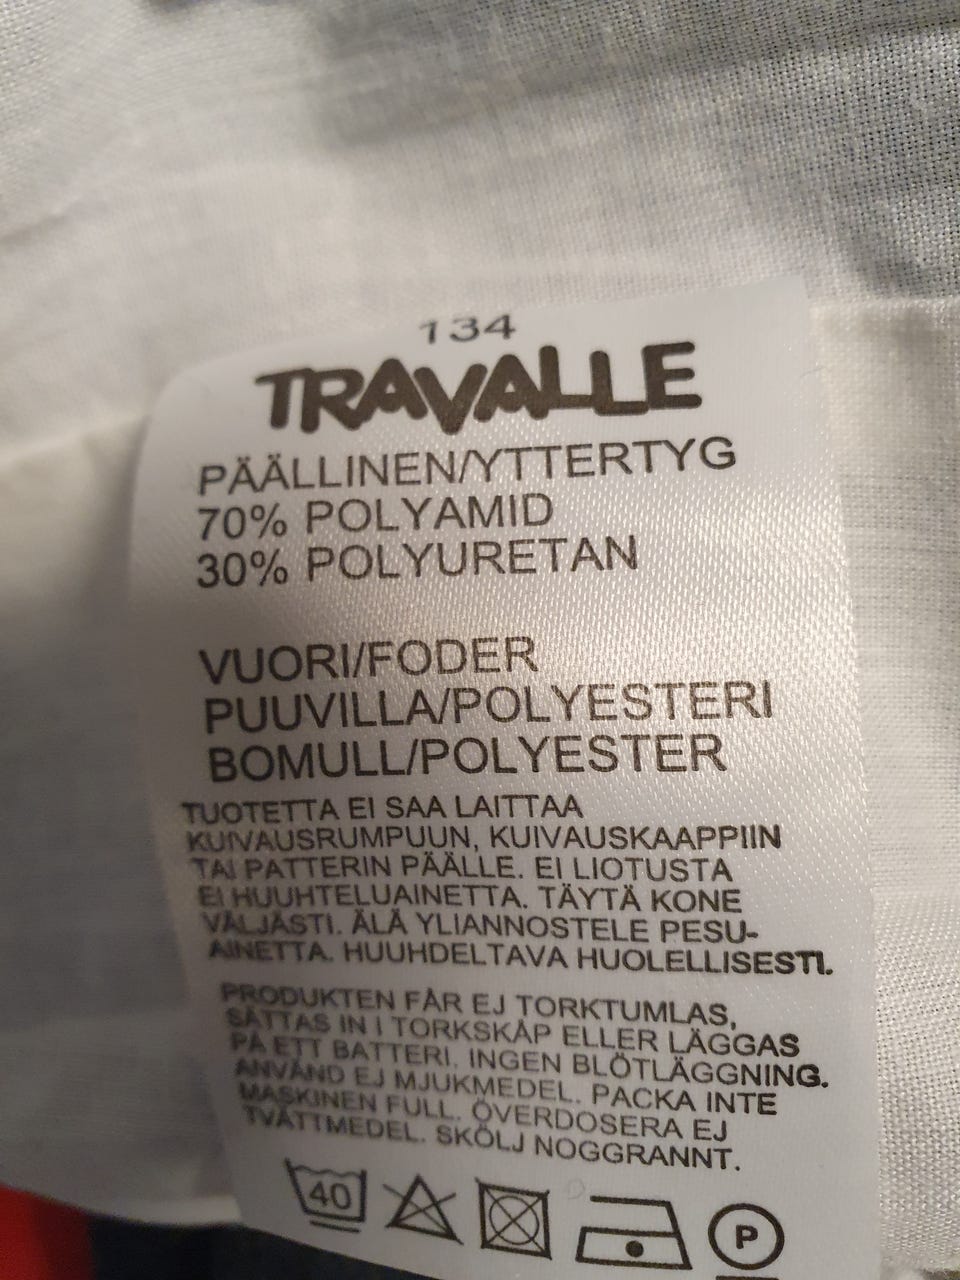 134
TRAVALLE
PÄÄLLINEN/YTTERTYG
70% POLYAMID
30% POLYURETAN
VUORI/FODER
PUUVILLA/POLYESTERI
BOMULL/POLYESTER
TUOTETTA EI SAA LAITTAA
KUIVAUSRUMPUUN, KUIVAUSKAAPPIIN
TAI PATTERIN PÄÄLLE. EI LIOTUSTA
EI HUUHTELUAINETTA. TÄYTÄ KONE
VÄLJÄSTI. ÄLÄ YLIANNOSTELE PESU-
AINETTA. HUUHDELTAVA HUOLELLISESTI.
PRODUKTEN FÅR EJ TORKTUMLAS,
SÄTTAS IN I TORKSKÅP ELLER LÄGGAS
PÅ ETT BATTERI. INGEN BLÖTLÄGGNING.
ANVÄND EJ MJUKMEDEL. PACKA INTE
MASKINEN FULL. ÖVERDOSERA EJ
TVÄTTMEDEL. SKÖLJ NOGGRANNT.
40 P